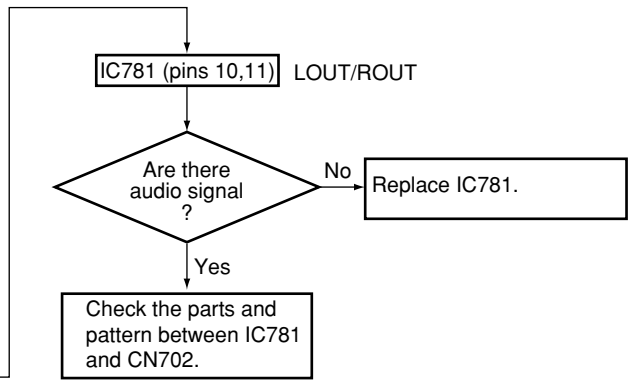 IC781 (pins 10,11) LOUT/ROUT
Are there
audio signal
?
No
Replace IC781.
Yes
Check the parts and
pattern between IC781
and CN702.